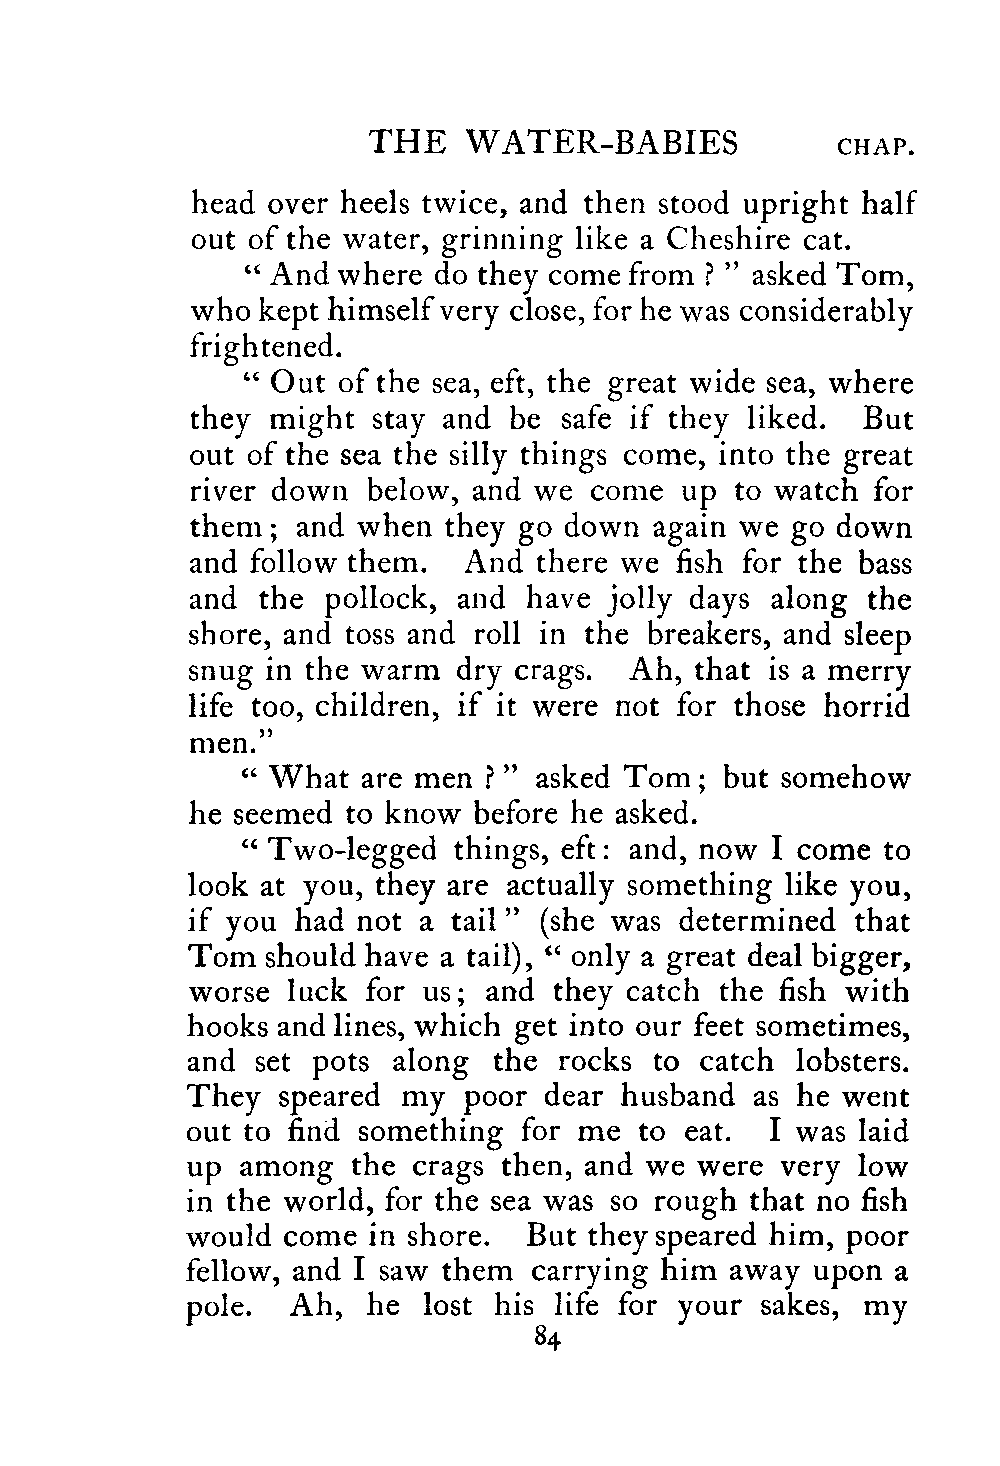 THE WATER-BABIES CHAP.
head over heels twice, and then stood upright half
out of the water, grinning like a Cheshire cat.
“ And where do they come from ? ” asked Tom,
who kept himself very close, for he was considerably
frightened.
“ Out of the sea, eft, the great wide sea, where
they might stay and be safe if they liked. But
out of the sea the silly things come, into the great
river down below, and we come up to watch for
them ; and when they go down again we go down
and follow them. And there we fish for the bass
and the pollock, and have jolly days along the
shore, and toss and roll in the breakers, and sleep
snug in the warm dry crags. Ah, that is a merry
life too, children, if it were not for those horrid
men.”
“ What are men ? ” asked Tom ; but somehow
he seemed to know before he asked.
“ Two-legged things, eft : and, now I come to
look at you, they are actually something like you,
if you had not a tail ” (she was determined that
Tom should have a tail), “ only a great deal bigger,
worse luck for us ; and they catch the fish with
hooks and lines, which get into our feet sometimes,
and set pots along the rocks to catch lobsters.
They speared my poor dear husband as he went
out to find something for me to eat. I was laid
up among the crags then, and we were very low
in the world, for the sea was so rough that no fish
would come in shore. But they speared him, poor
fellow, and I saw them carrying him away upon a
pole. Ah, he lost his life for your sakes, my
84